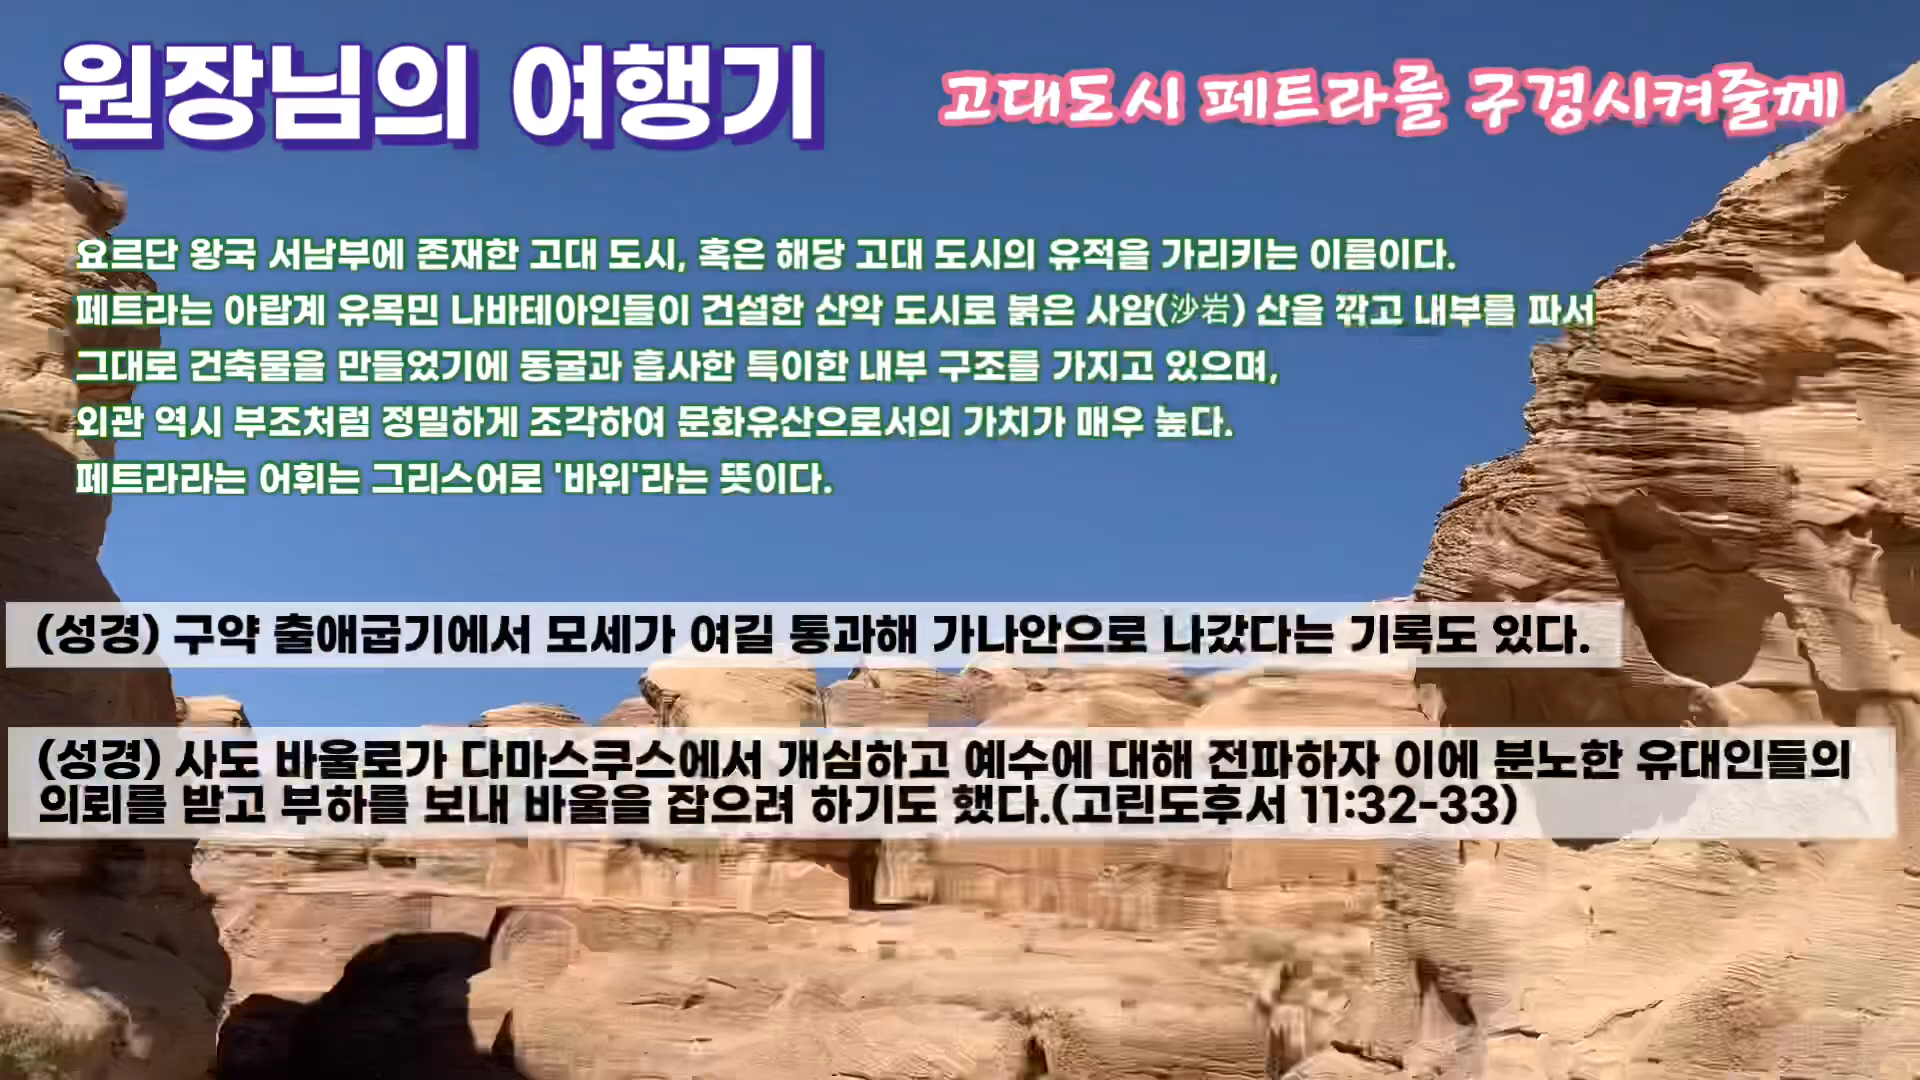 원장님의 여행기
고대도시 페트라를 구경시켜줄께
요르단 왕국 서남부에 존재한 고대 도시, 혹은 해당 고대 도시의 유적을 가리키는 이름이다.
페트라는 아랍계 유목민 나바테아인들이 건설한 산악 도시로 붉은 사암(沙岩) 산을 깎고 내부를 파서
그대로 건축물을 만들었기에 동굴과 흡사한 특이한 내부 구조를 가지고 있으며,
외관 역시 부조처럼 정밀하게 조각하여 문화유산으로서의 가치가 매우 높다.
페트라라는 어휘는 그리스어로 '바위'라는 뜻이다.
(성경) 구약 출애굽기에서 모세가 여길 통과해 가나안으로 나갔다는 기록도 있다.
(성경) 사도 바울로가 다마스쿠스에서 개심하고 예수에 대해 전파하자 이에 분노한 유대인들의
의뢰를 받고 부하를 보내 바울을 잡으려 하기도 했다.(고린도후서 11:32-33)